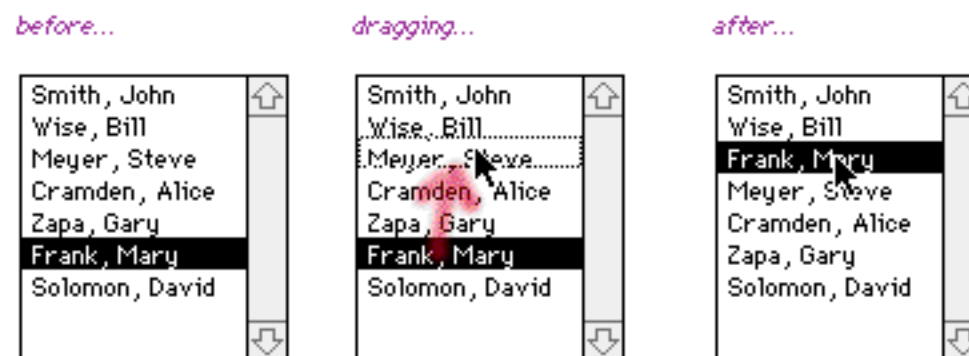 before...
Smith, John
Wise, Bill
Meyer, Steve
Cramden, Alice
Zapa, Gary
Frank, Mary
Solomon, David
dragging...
Smith, John
Wise, Bill
Meyer, Steve
Cramden, Alice
Zapa, Gary
Frank, Mary
Solomon, David
after...
Smith, John
Wise, Bill
Frank, Mary
Meyer, Steve
Cramden, Alice
Zapa, Gary
Solomon, David